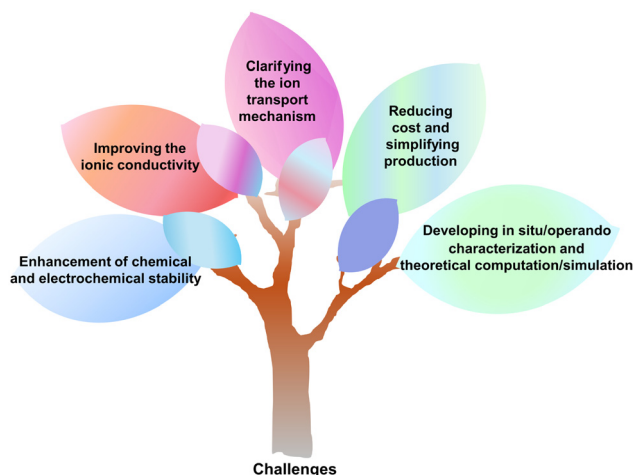 Clarifying
the ion
transport
mechanism
Reducing
cost and
simplifying
production
Improving the
ionic conductivity
Enhancement of chemical
and electrochemical stability
Developing in situ/operando
characterization and
theoretical computation/simulation
Challenges